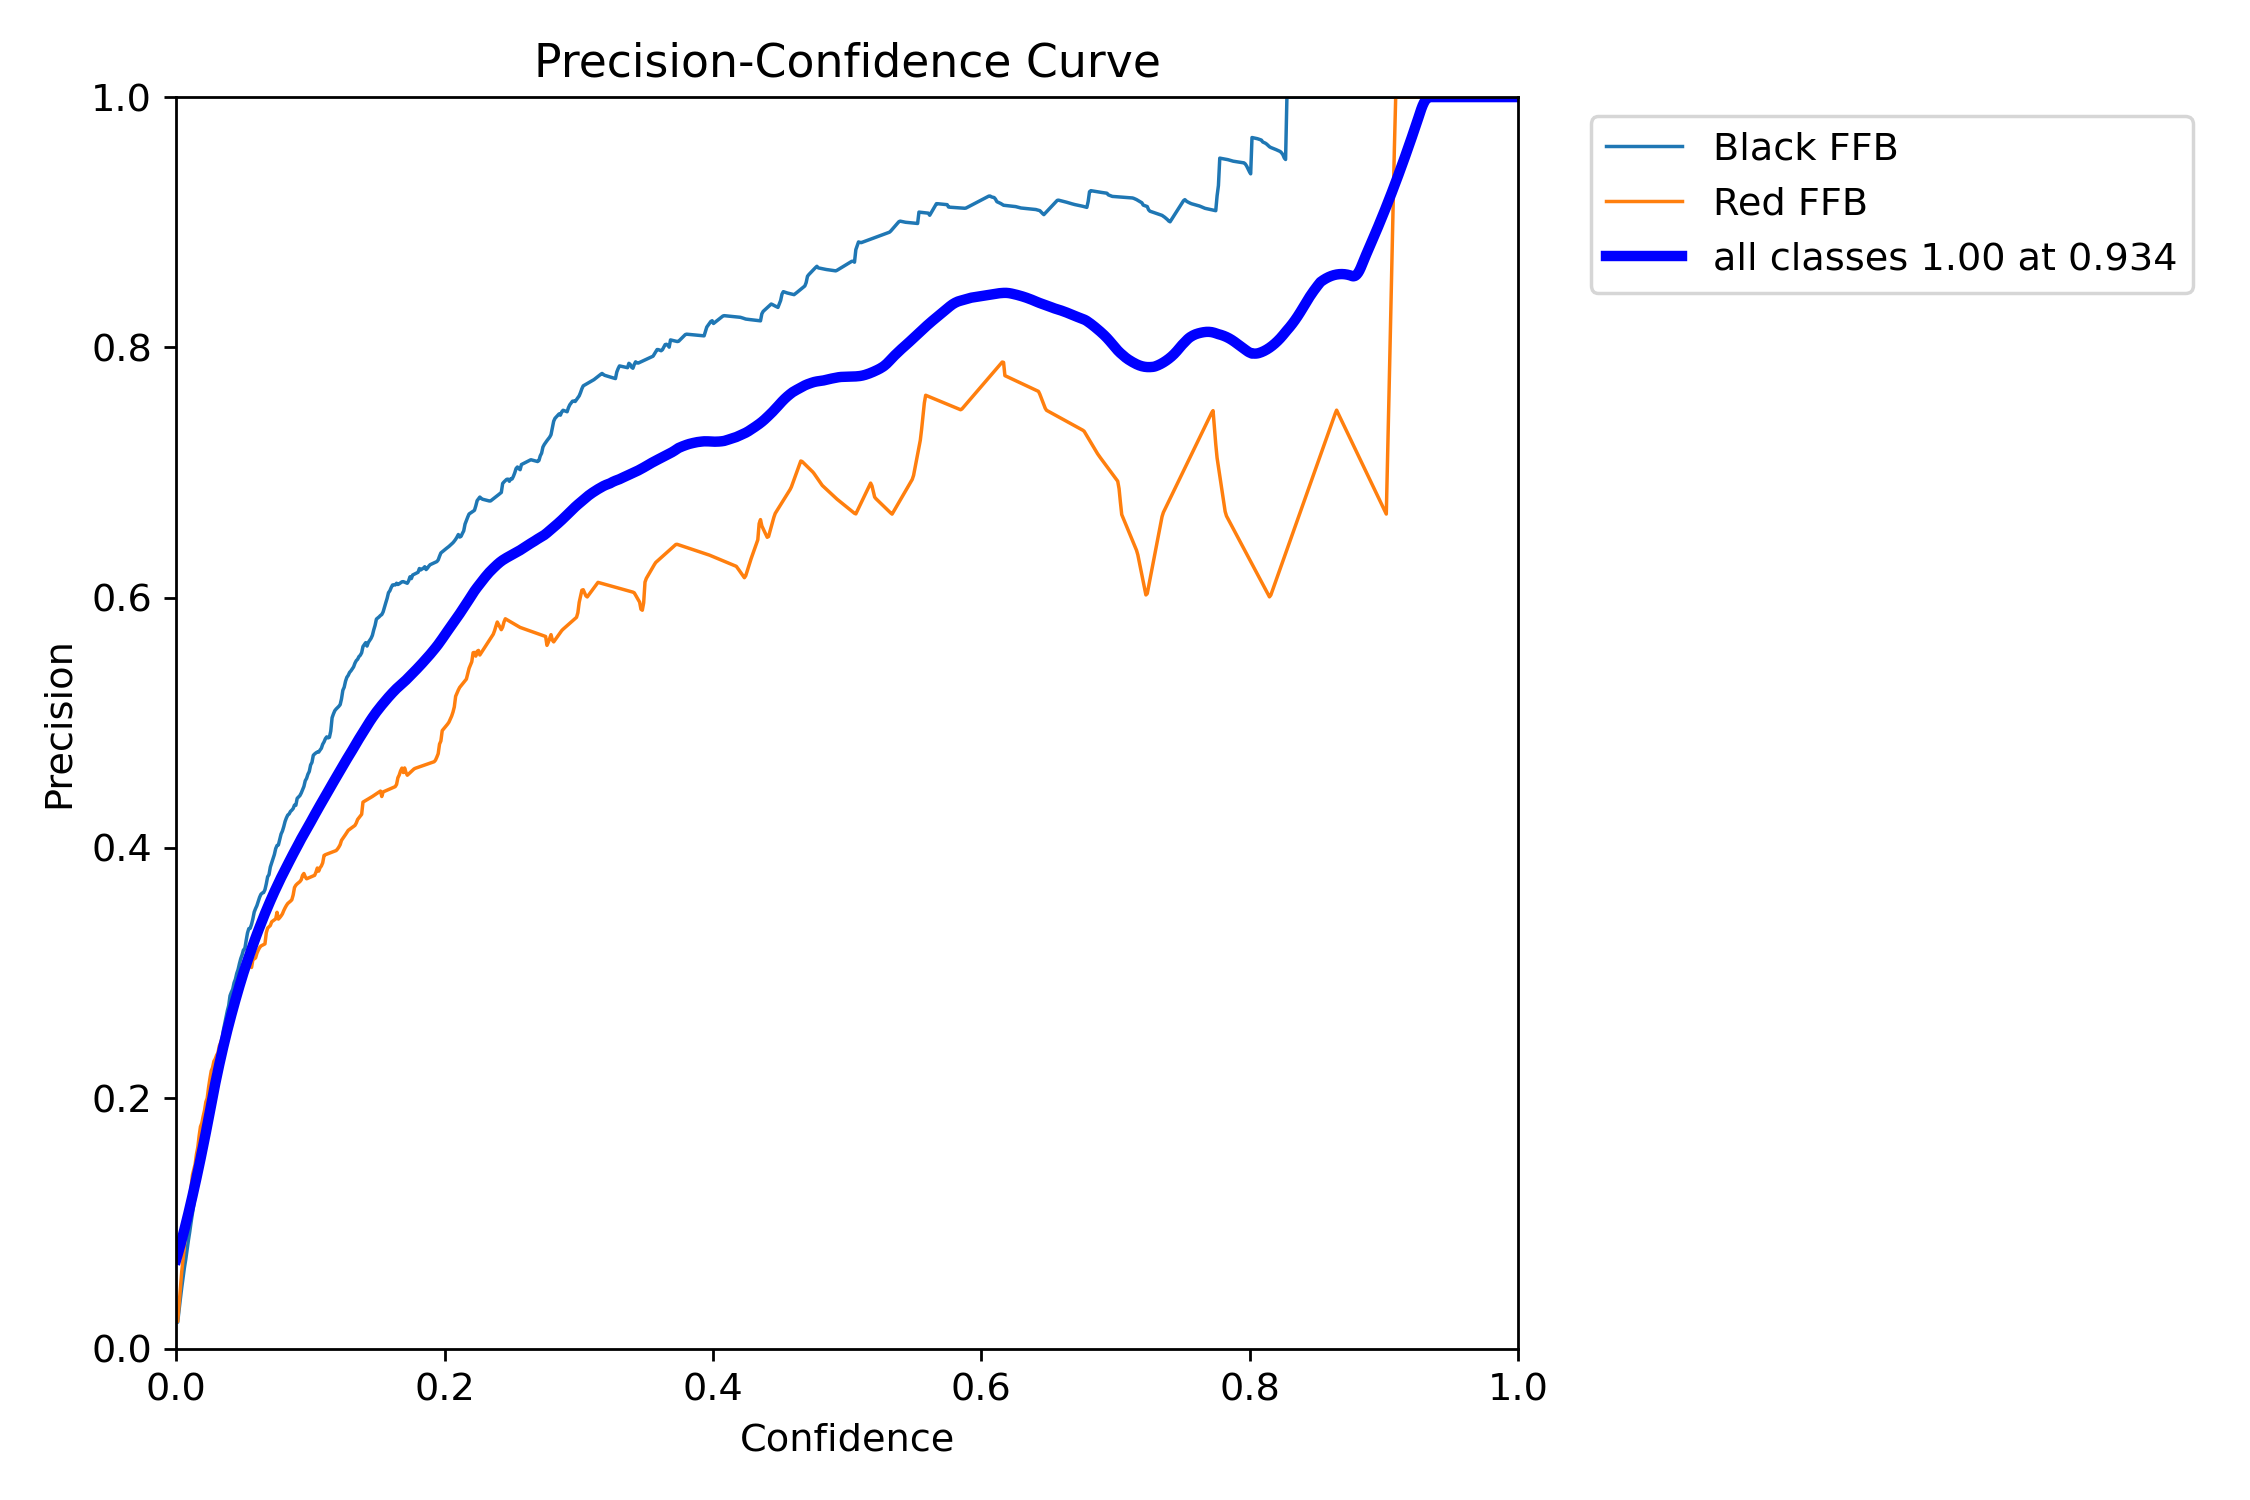 Precision-Confidence Curve
1.0
0.8
0.6
0.4
0.2
0.0
Precision
0.0 0.2 0.4 0.6 0.8 1.0
Confidence
Black FFB
Red FFB
all classes 1.00 at 0.934